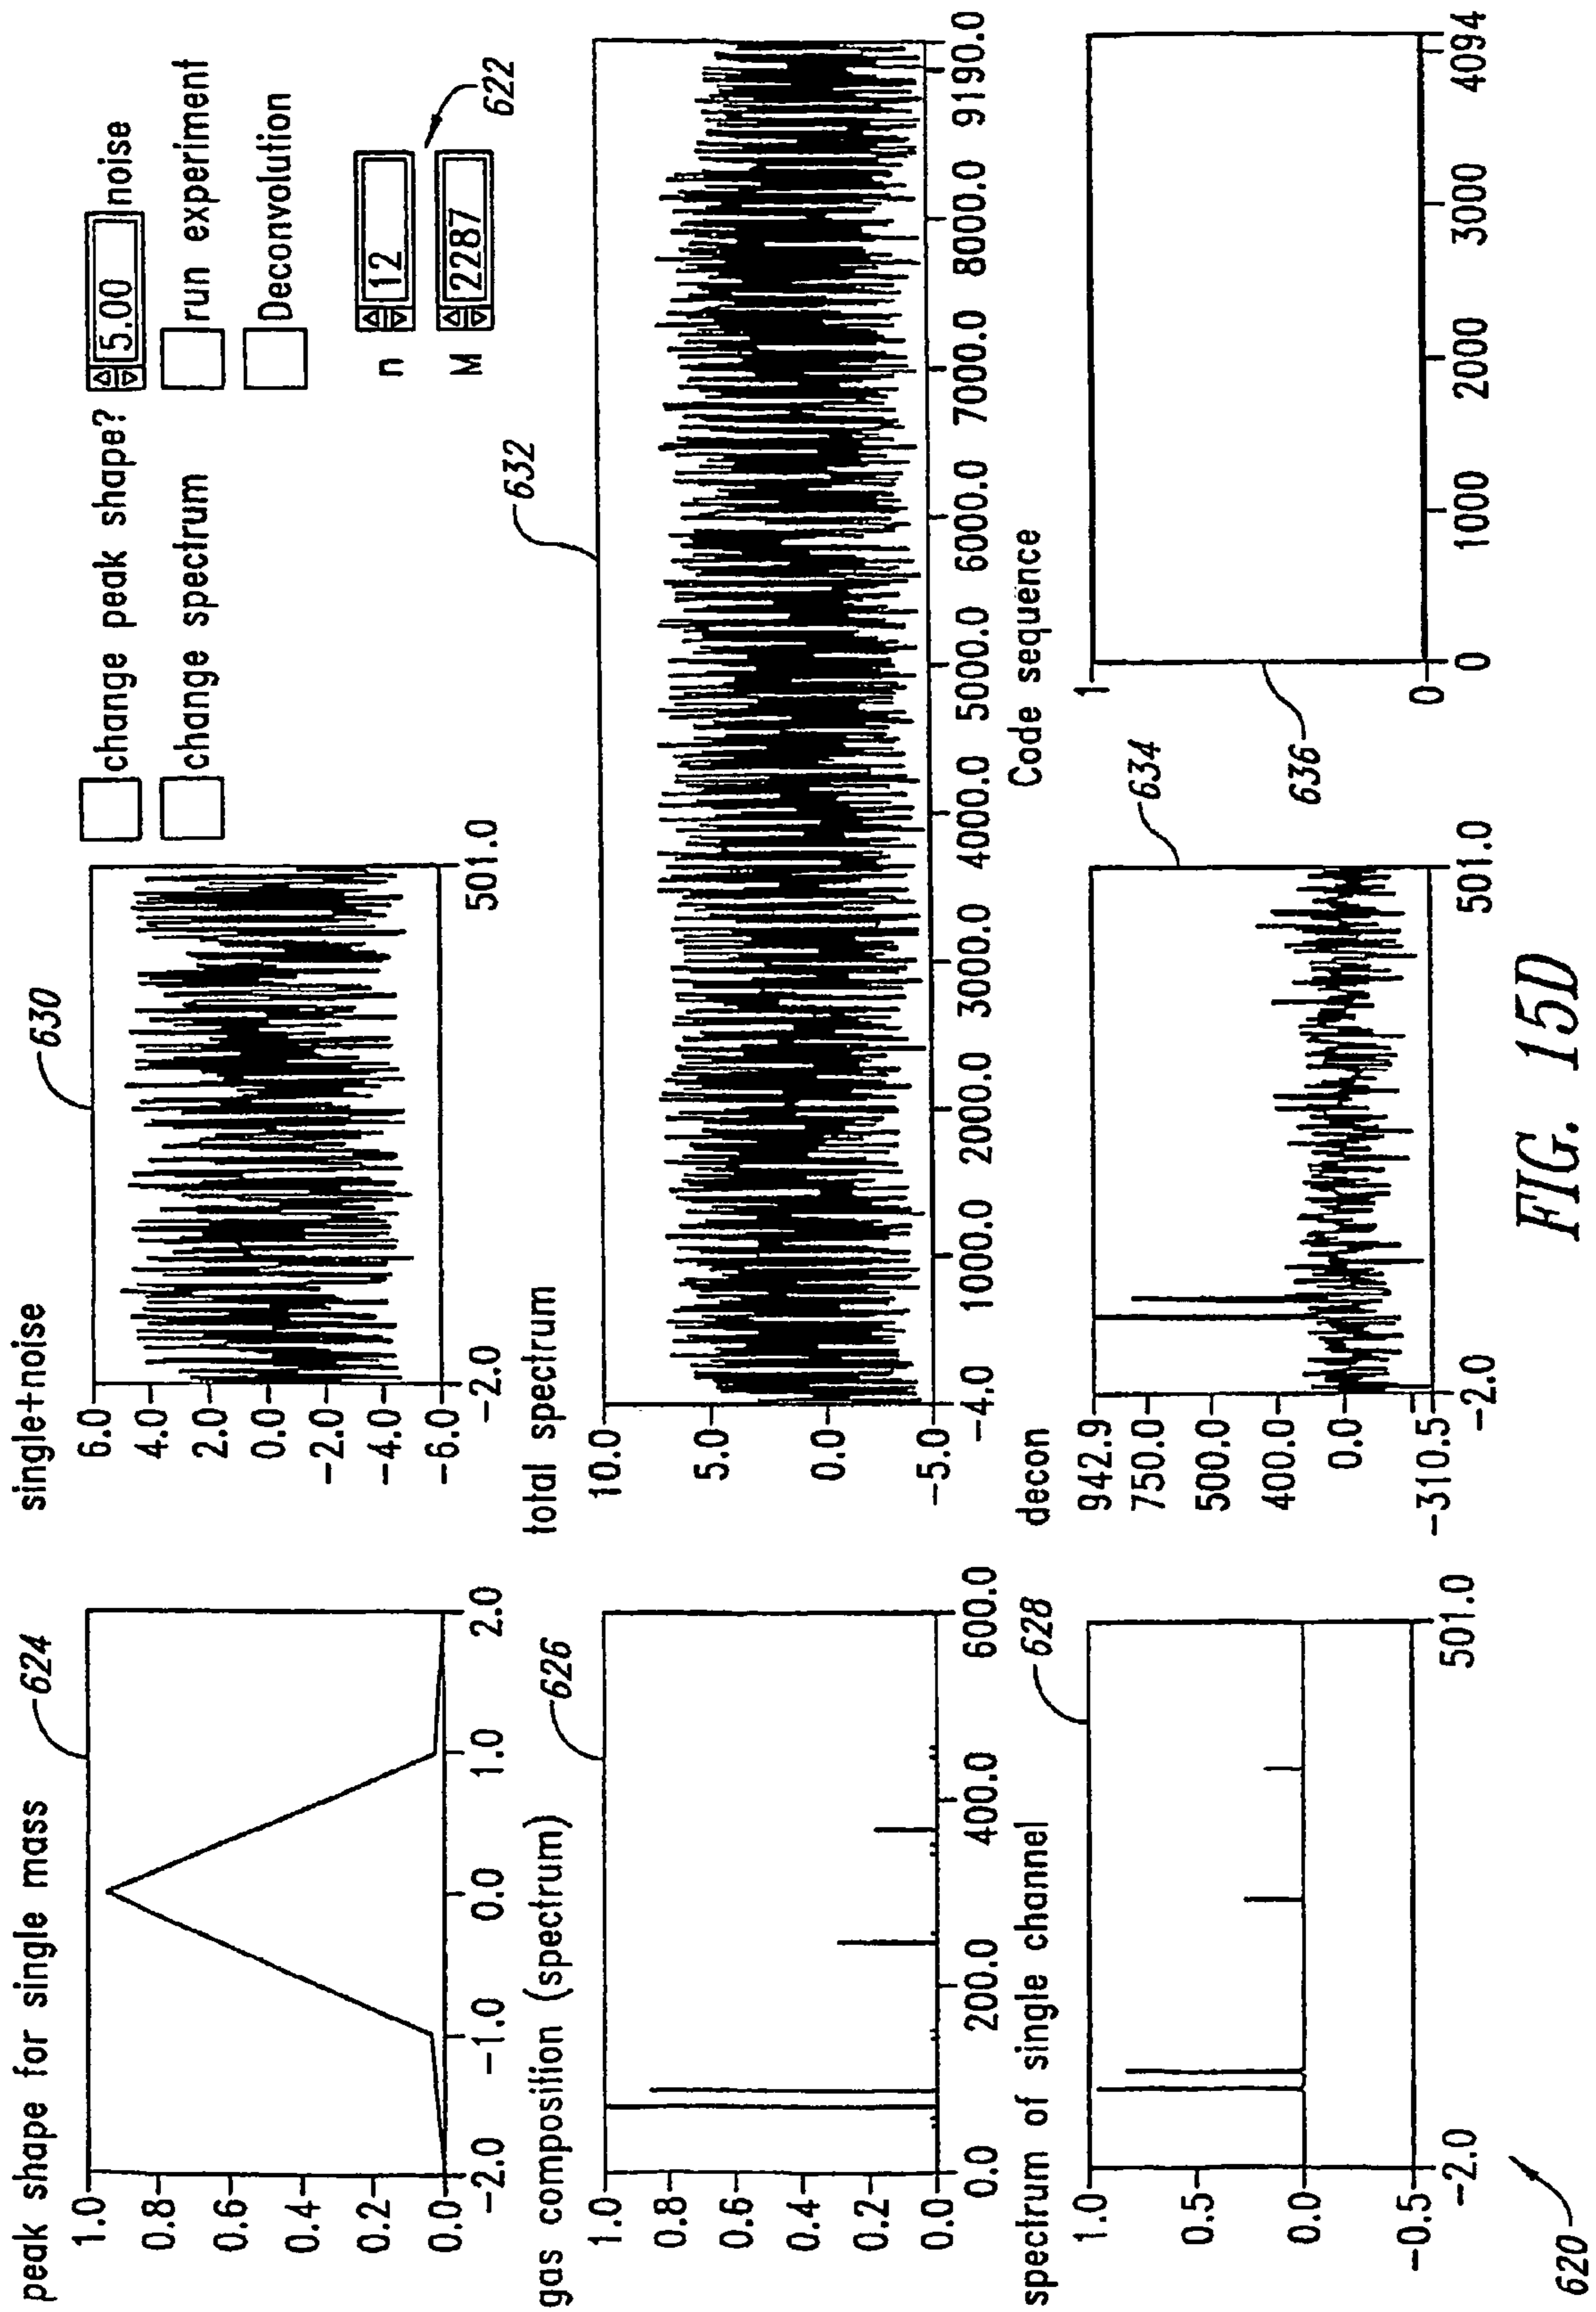 peak shape for single mass
624
1.0
0.8
0.6
0.4
0.2
0.0
-2.0 -1.0 0.0 1.0 2.0
single+noise
630
6.0
4.0
2.0
0.0
-2.0
-4.0
-6.0
-2.0 501.0
change peak shape?
5.00 noise
change spectrum
run experiment
Deconvolution
n 12
M 2287
622
gas composition (spectrum)
626
1.0
0.8
0.6
0.4
0.2
0.0
0.0 200.0 400.0 600.0
total spectrum
632
10.0
5.0
0.0
-5.0
-4.0 1000.0 2000.0 3000.0 4000.0 5000.0 6000.0 7000.0 8000.0 9190.0
spectrum of single channel
628
1.0
0.5
0.0
-0.5
-2.0 501.0
decon
634
942.9
750.0
500.0
400.0
0.0
-310.5
-2.0 501.0
Code sequence
636
1
0
0 1000 2000 3000 4094
620
FIG. 15D